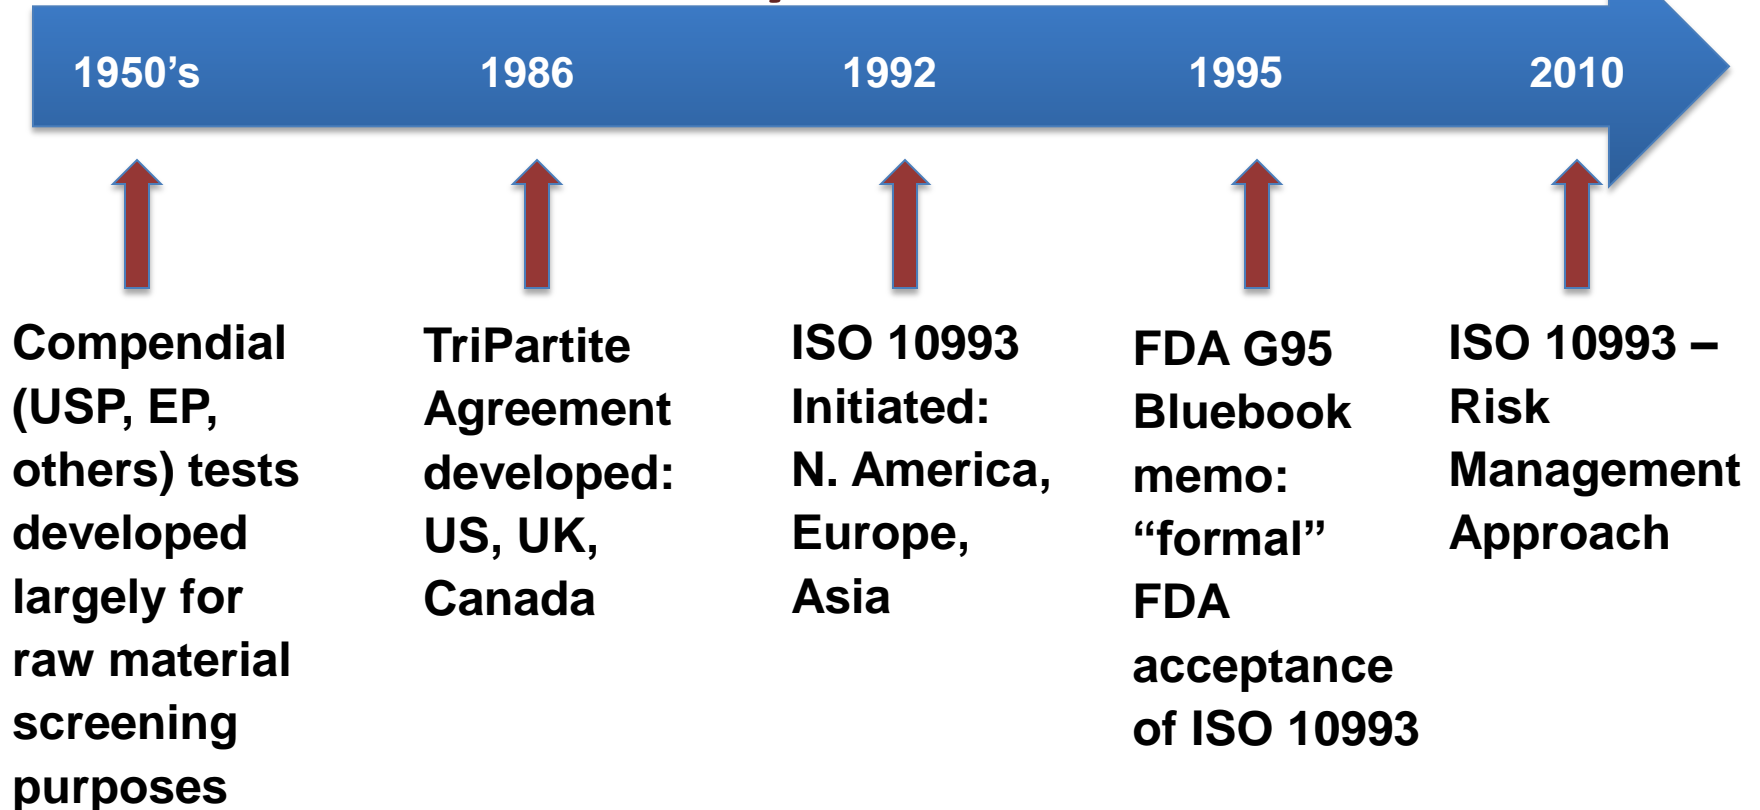 1950’s
1986
1992
1995
2010
Compendial
(USP, EP,
others) tests
developed
largely for
raw material
screening
purposes
TriPartite
Agreement
developed:
US, UK,
Canada
ISO 10993
Initiated:
N. America,
Europe,
Asia
FDA G95
Bluebook
memo:
“formal”
FDA
acceptance
of ISO 10993
ISO 10993 –
Risk
Management
Approach